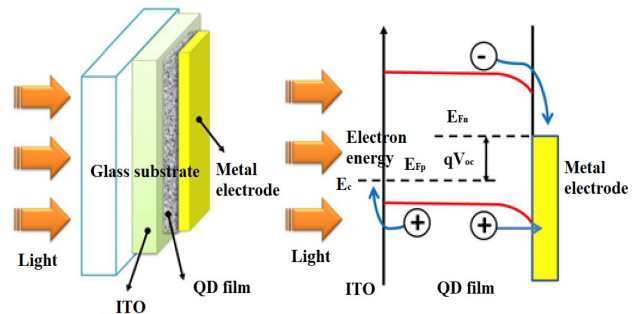 Glass substrate
Metal
electrode
Light
QD film
ITO
-
E_Fn
Electron
energy
E_Fp
qV_oc
E_c
Metal
electrode
+
+
Light
ITO
QD film